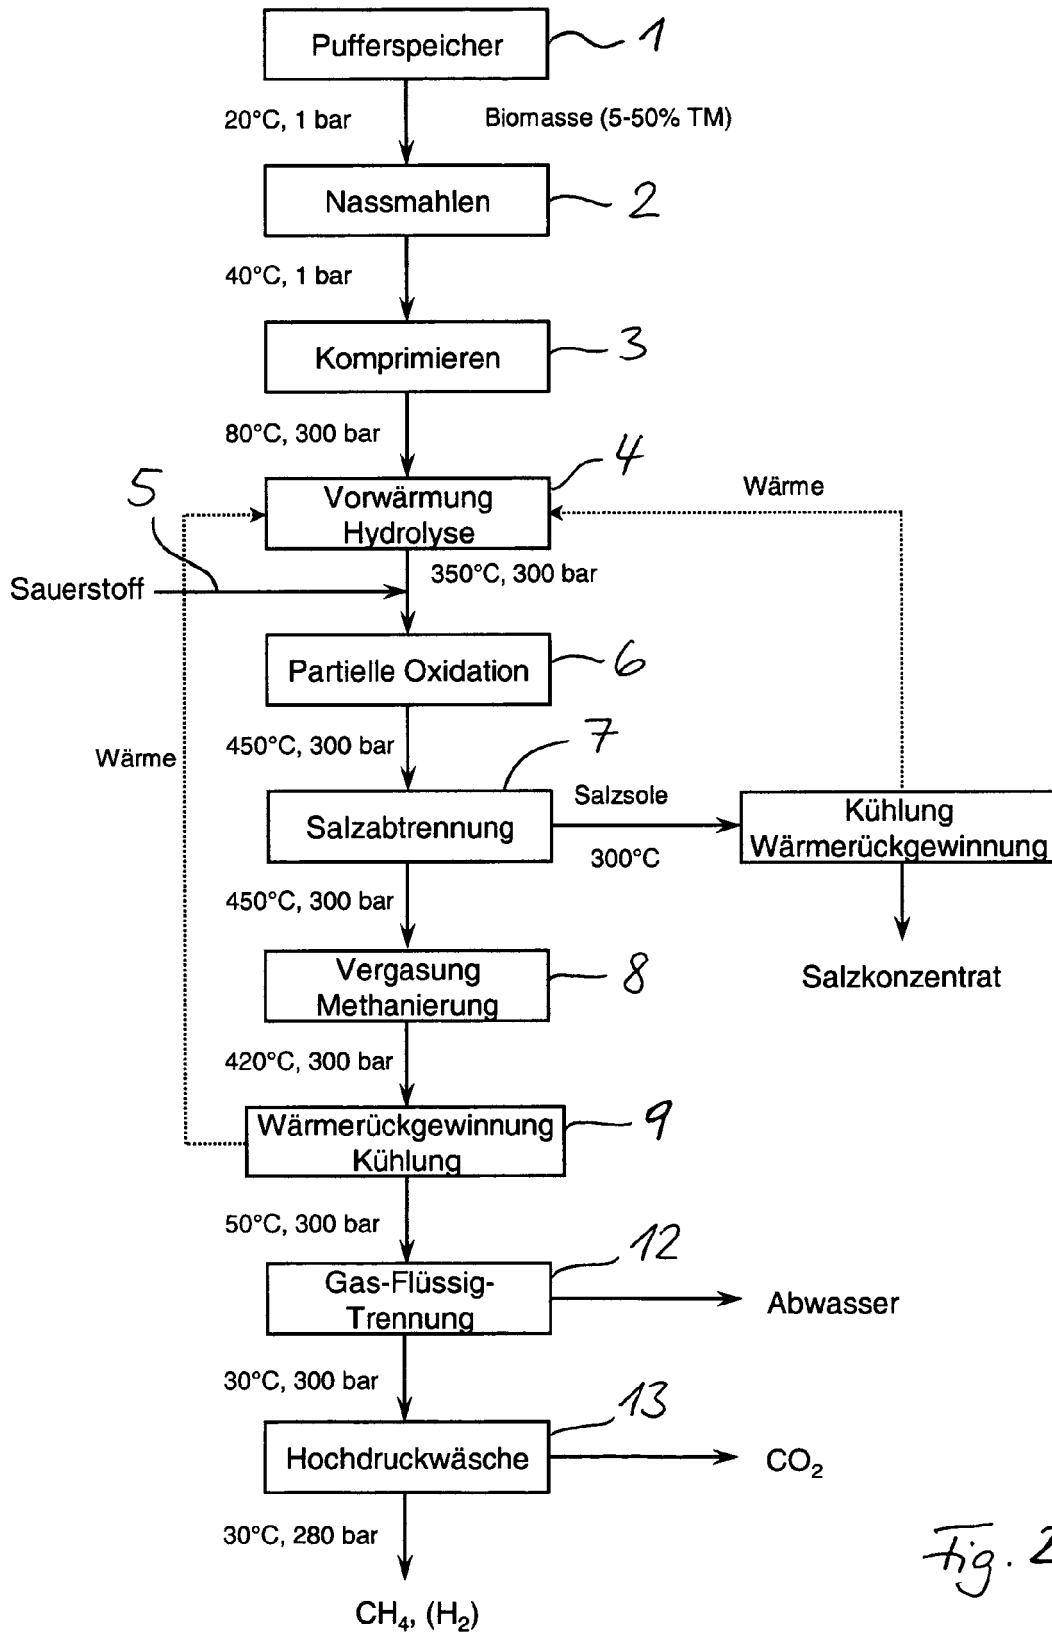 Pufferspeicher
1
20°C, 1 bar
Biomasse (5-50% TM)
Nassmahlen
2
40°C, 1 bar
Komprimieren
3
80°C, 300 bar
4
5
Vorwärmung
Hydrolyse
Wärme
350°C, 300 bar
Sauerstoff
Partielle Oxidation
6
450°C, 300 bar
7
Wärme
Salzabtrennung
Salzsole
300°C
Kühlung
Wärmerückgewinnung
450°C, 300 bar
Vergasung
Methanierung
8
Salzkonzentrat
420°C, 300 bar
Wärmerückgewinnung
Kühlung
9
50°C, 300 bar
12
Gas-Flüssig-
Trennung
Abwasser
30°C, 300 bar
13
Hochdruckwäsche
CO₂
30°C, 280 bar
CH₄, (H₂)
Fig. 2